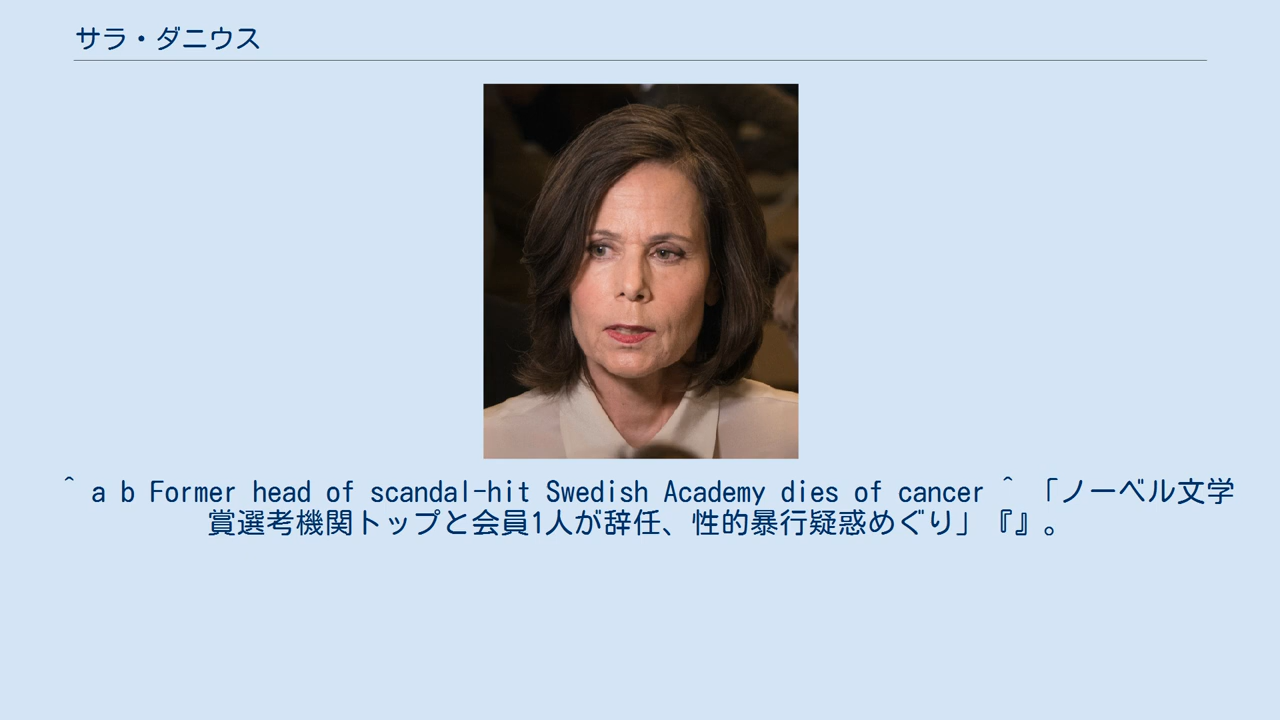 サラ・ダニウス
^ a b Former head of scandal-hit Swedish Academy dies of cancer ^ 「ノーベル文学
賞選考機関トップと会員1人が辞任、性的暴行疑惑めぐり」『』。